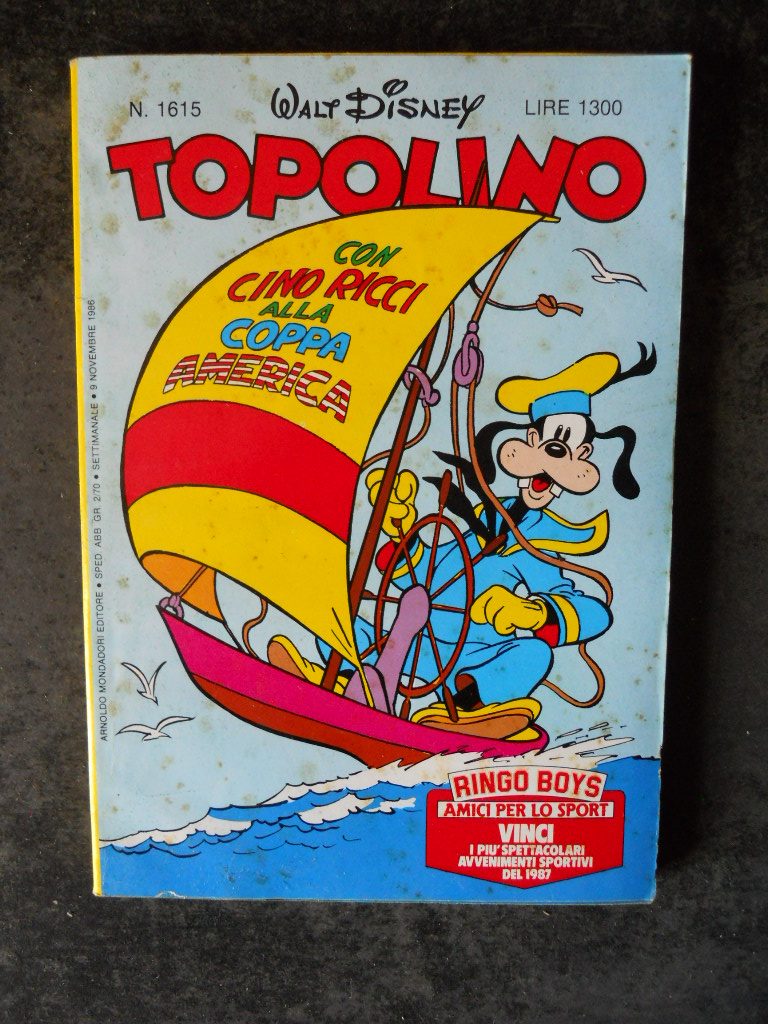 N. 1615
WALT DISNEY
LIRE 1300
TOPOLINO
CON
CINO RICCI
ALLA
COPPA
AMERICA
ARNOLDO MONDADORI EDITORE • SPED. ABB. GR. 2/70 • SETTIMANALE • 9 NOVEMBRE 1986
RINGO BOYS
AMICI PER LO SPORT
VINCI
I PIU' SPETTACOLARI
AVVENIMENTI SPORTIVI
DEL 1987